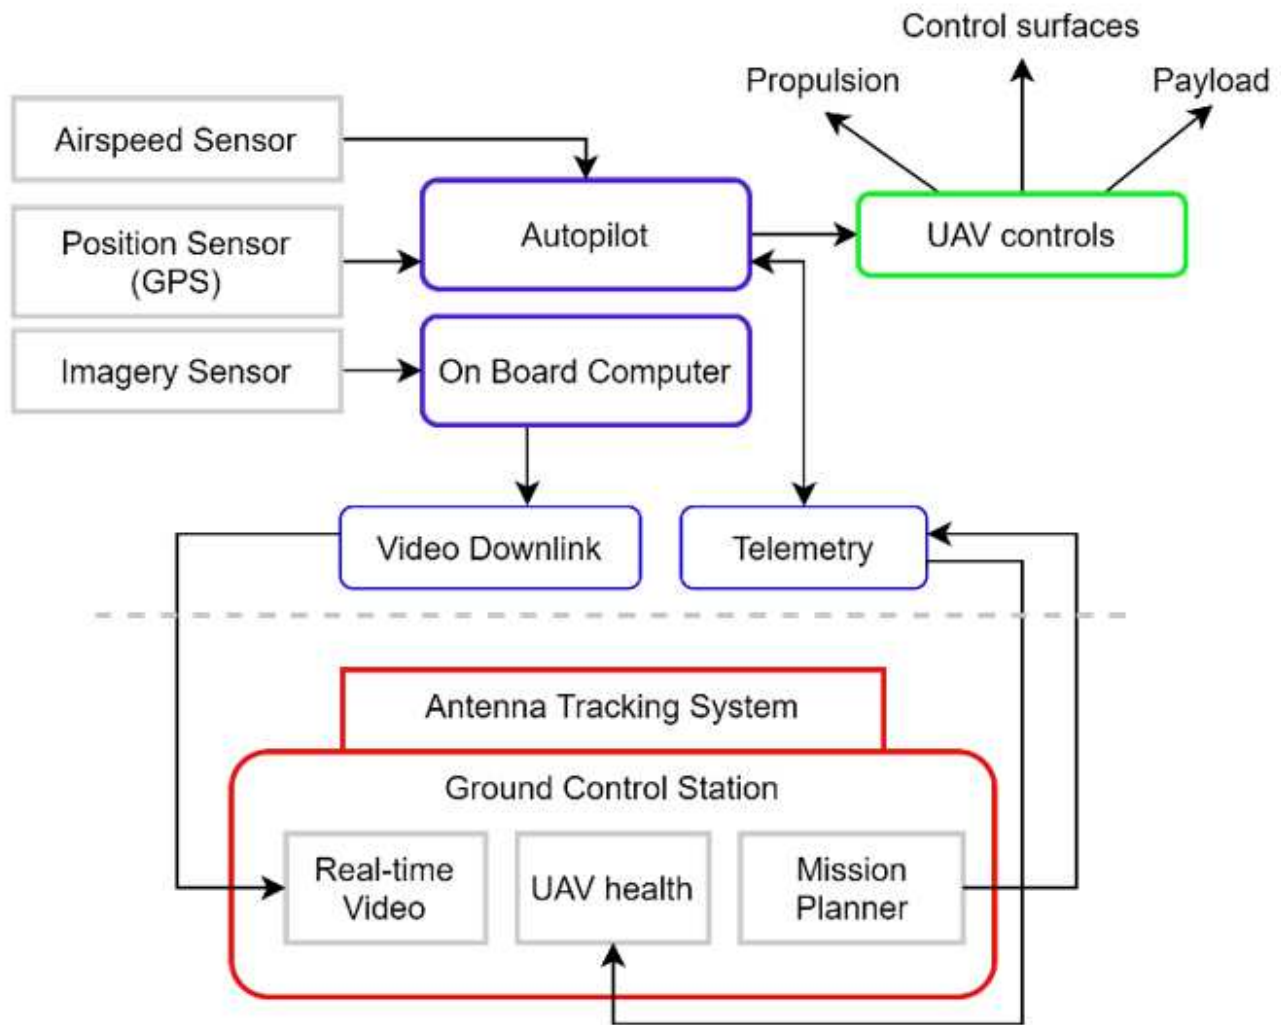 Control surfaces
Propulsion
Payload
Airspeed Sensor
Position Sensor
(GPS)
Autopilot
UAV controls
Imagery Sensor
On Board Computer
Video Downlink
Telemetry
Antenna Tracking System
Ground Control Station
Real-time
Video
UAV health
Mission
Planner